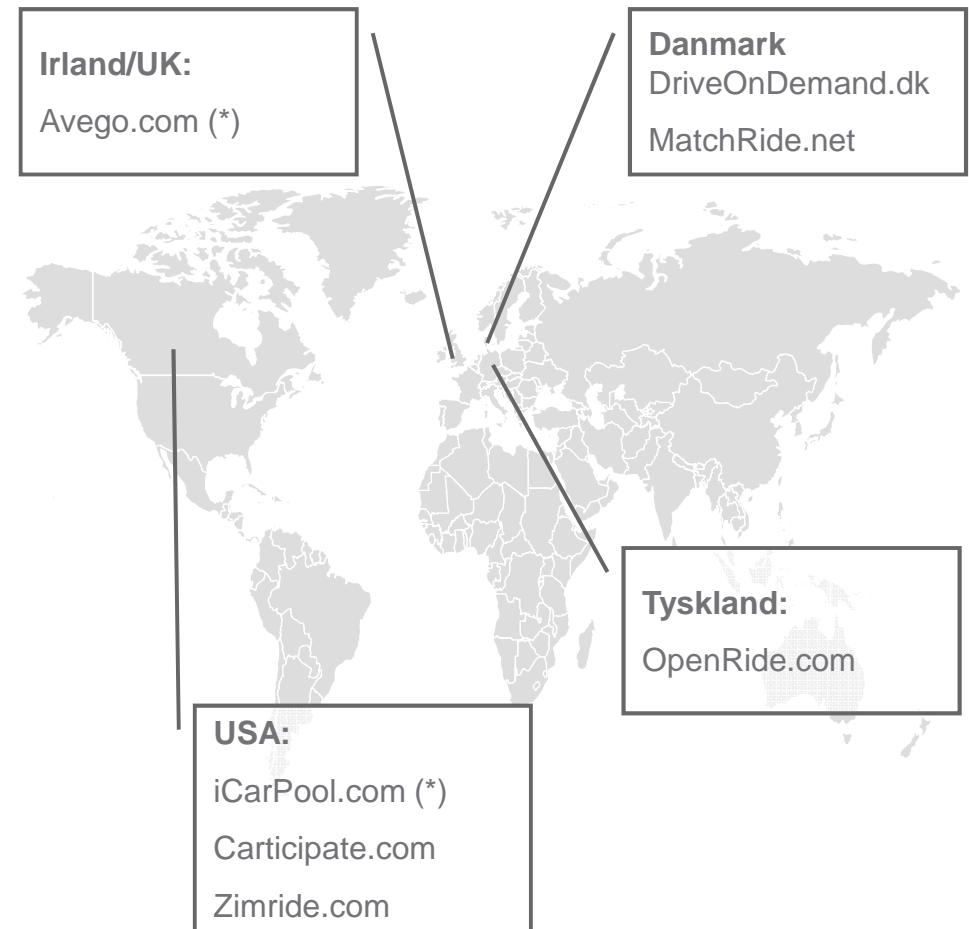 Irland/UK:
Avego.com (*)
Danmark
DriveOnDemand.dk
MatchRide.net
Tyskland:
OpenRide.com
USA:
iCarPool.com (*)
Carticipate.com
Zimride.com